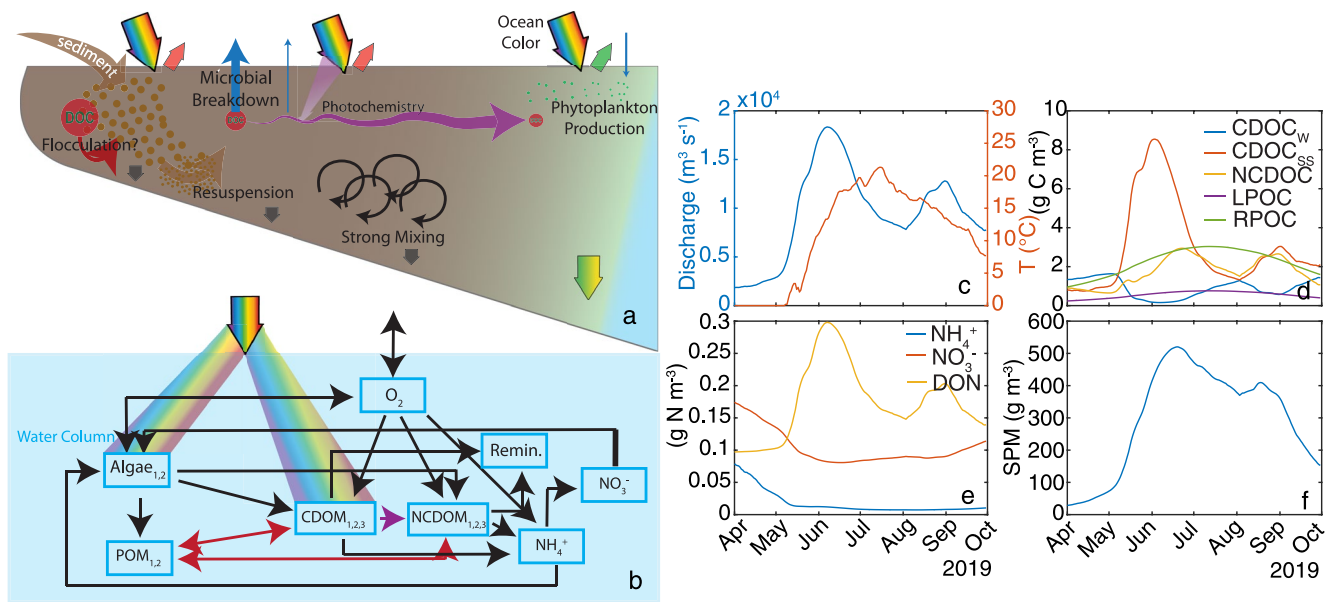 sediment
Ocean
Color
DOC
Flocculation?
Microbial
Breakdown
Photochemistry
Phytoplankton
Production
Resuspension
Strong Mixing
a
Water Column
O2
Algae1,2
Remin.
NO3-
CDOM1,2,3
NCDOM1,2,3
POM1,2
NH4+
b
2 x10^4
Discharge (m3 s-1)
1.5
1
0.5
0
30
25
20
15
10
5
0
T (°C)
c
(g C m-3)
10
8
6
4
2
0
CDOCW
CDOCSS
NCDOC
LPOC
RPOC
d
(g N m-3)
0.3
0.25
0.2
0.15
0.1
0.05
0
NH4+
NO3-
DON
e
Apr May Jun Jul Aug Sep Oct
2019
SPM (g m-3)
600
500
400
300
200
100
0
f
Apr May Jun Jul Aug Sep Oct
2019